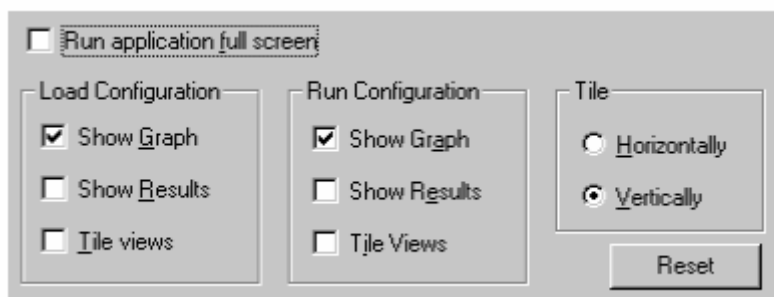 Run application full screen
Load Configuration
Show Graph
Show Results
Tile views
Run Configuration
Show Graph
Show Results
Tile Views
Tile
Horizontally
Vertically
Reset